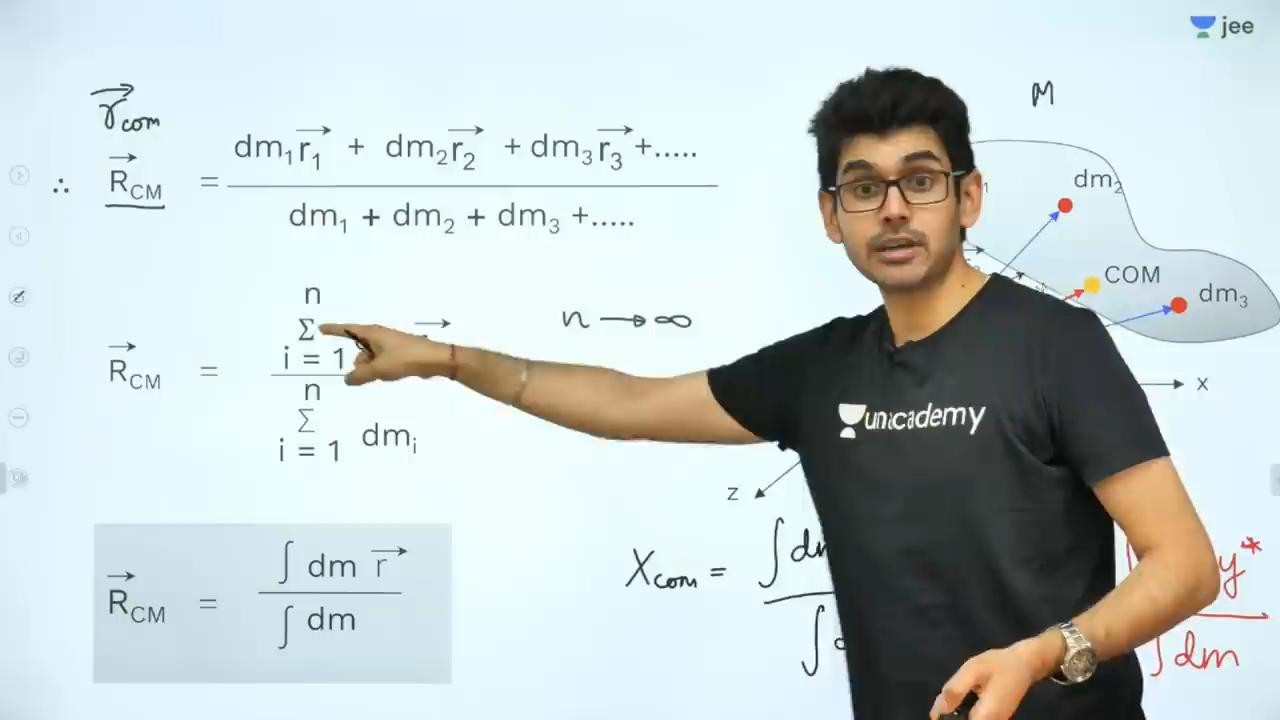 jee
r⃗com
∴ R⃗CM = dm₁r⃗₁ + dm₂r⃗₂ + dm₃r⃗₃ +.....
dm₁ + dm₂ + dm₃ +.....
M
dm₂
COM
dm₃
x
z
n
Σ
i = 1
n → ∞
R⃗CM =
n
Σ
i = 1 dmᵢ
unacademy
R⃗CM = ∫ dm r⃗
∫ dm
Xcom =
y*
∫dm